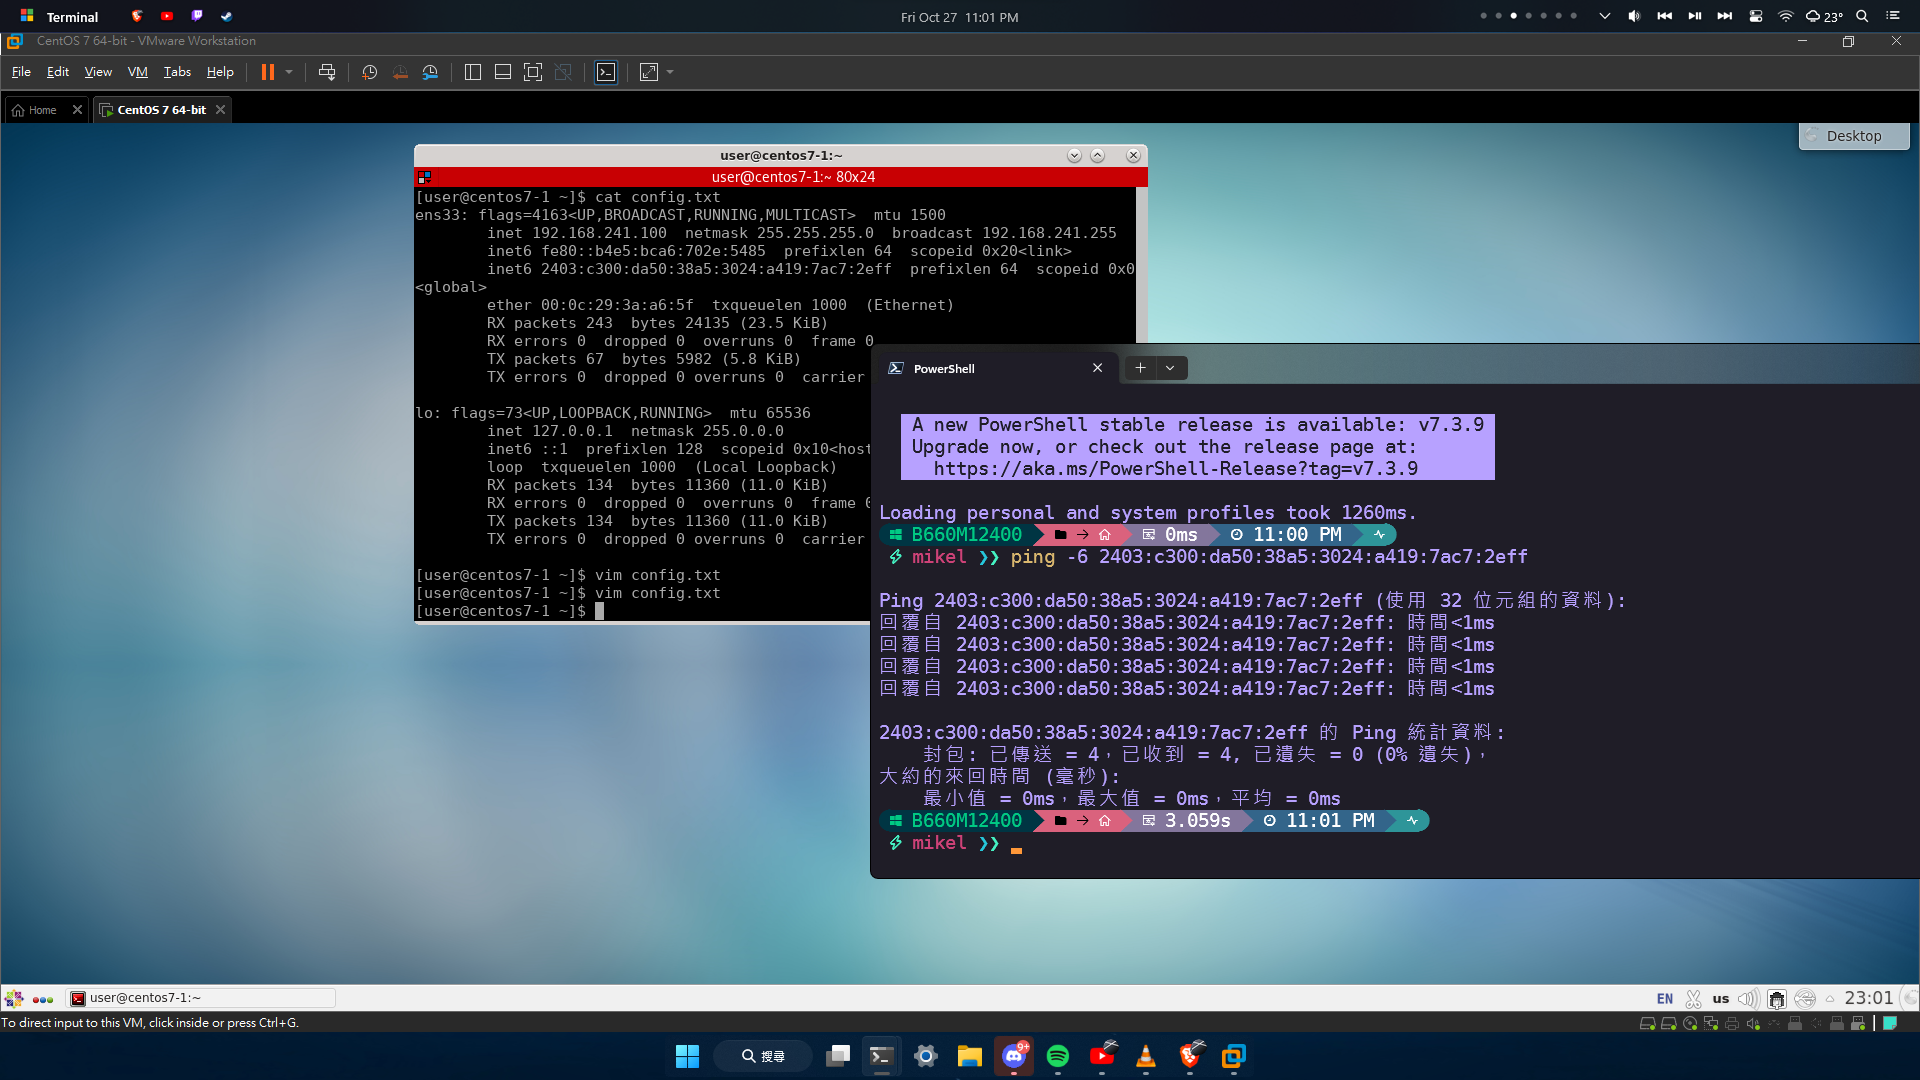 Terminal
Fri Oct 27 11:01 PM
23°
CentOS 7 64-bit - VMware Workstation
File Edit View VM Tabs Help
Home
CentOS 7 64-bit
Desktop
user@centos7-1:~
user@centos7-1:~ 80x24
[user@centos7-1 ~]$ cat config.txt
ens33: flags=4163<UP,BROADCAST,RUNNING,MULTICAST>  mtu 1500
inet 192.168.241.100  netmask 255.255.255.0  broadcast 192.168.241.255
inet6 fe80::b4e5:bca6:702e:5485  prefixlen 64  scopeid 0x20<link>
inet6 2403:c300:da50:38a5:3024:a419:7ac7:2eff  prefixlen 64  scopeid 0x0
<global>
ether 00:0c:29:3a:a6:5f  txqueuelen 1000  (Ethernet)
RX packets 243  bytes 24135 (23.5 KiB)
RX errors 0  dropped 0  overruns 0  frame 0
TX packets 67  bytes 5982 (5.8 KiB)
TX errors 0  dropped 0 overruns 0  carrier
lo: flags=73<UP,LOOPBACK,RUNNING>  mtu 65536
inet 127.0.0.1  netmask 255.0.0.0
inet6 ::1  prefixlen 128  scopeid 0x10<host
loop  txqueuelen 1000  (Local Loopback)
RX packets 134  bytes 11360 (11.0 KiB)
RX errors 0  dropped 0  overruns 0  frame 0
TX packets 134  bytes 11360 (11.0 KiB)
TX errors 0  dropped 0 overruns 0  carrier
[user@centos7-1 ~]$ vim config.txt
[user@centos7-1 ~]$ vim config.txt
[user@centos7-1 ~]$
PowerShell
A new PowerShell stable release is available: v7.3.9
Upgrade now, or check out the release page at:
https://aka.ms/PowerShell-Release?tag=v7.3.9
Loading personal and system profiles took 1260ms.
B660M12400 → 0ms 11:00 PM
mikel ❯❯ ping -6 2403:c300:da50:38a5:3024:a419:7ac7:2eff
Ping 2403:c300:da50:38a5:3024:a419:7ac7:2eff (使用 32 位元組的資料):
回覆自 2403:c300:da50:38a5:3024:a419:7ac7:2eff: 時間<1ms
回覆自 2403:c300:da50:38a5:3024:a419:7ac7:2eff: 時間<1ms
回覆自 2403:c300:da50:38a5:3024:a419:7ac7:2eff: 時間<1ms
回覆自 2403:c300:da50:38a5:3024:a419:7ac7:2eff: 時間<1ms
2403:c300:da50:38a5:3024:a419:7ac7:2eff 的 Ping 統計資料:
封包: 已傳送 = 4，已收到 = 4, 已遺失 = 0 (0% 遺失)，
大約的來回時間 (毫秒):
最小值 = 0ms，最大值 = 0ms，平均 = 0ms
B660M12400 → 3.059s 11:01 PM
mikel ❯❯
user@centos7-1:~
EN us 23:01
To direct input to this VM, click inside or press Ctrl+G.
搜尋
9+